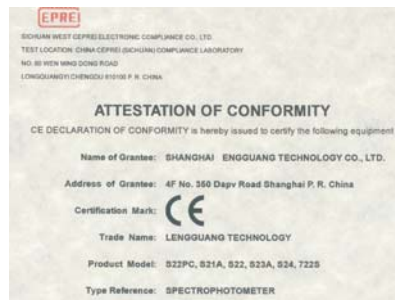 EPREI
SICHUAN WEST CEPREI ELECTRONIC COMPLIANCE CO., LTD.
TEST LOCATION: CHINA CEPREI (SICHUAN) COMPLIANCE LABORATORY
NO. 80 WEN MING DONG ROAD
LONGQUANGYI CHENGDU 610100 P. R. CHINA
ATTESTATION OF CONFORMITY
CE DECLARATION OF CONFORMITY is hereby issued to certify the following equipment
Name of Grantee: SHANGHAI ENGGUANG TECHNOLOGY CO., LTD.
Address of Grantee: 4F No. 360 Dapv Road Shanghai P. R. China
Certification Mark: CE
Trade Name: LENGGUANG TECHNOLOGY
Product Model: S22PC, S21A, S22, S23A, S24, 722S
Type Reference: SPECTROPHOTOMETER